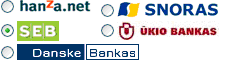 hanza.net
SNORAS
SEB
ŪKIO BANKAS
Danske Bankas